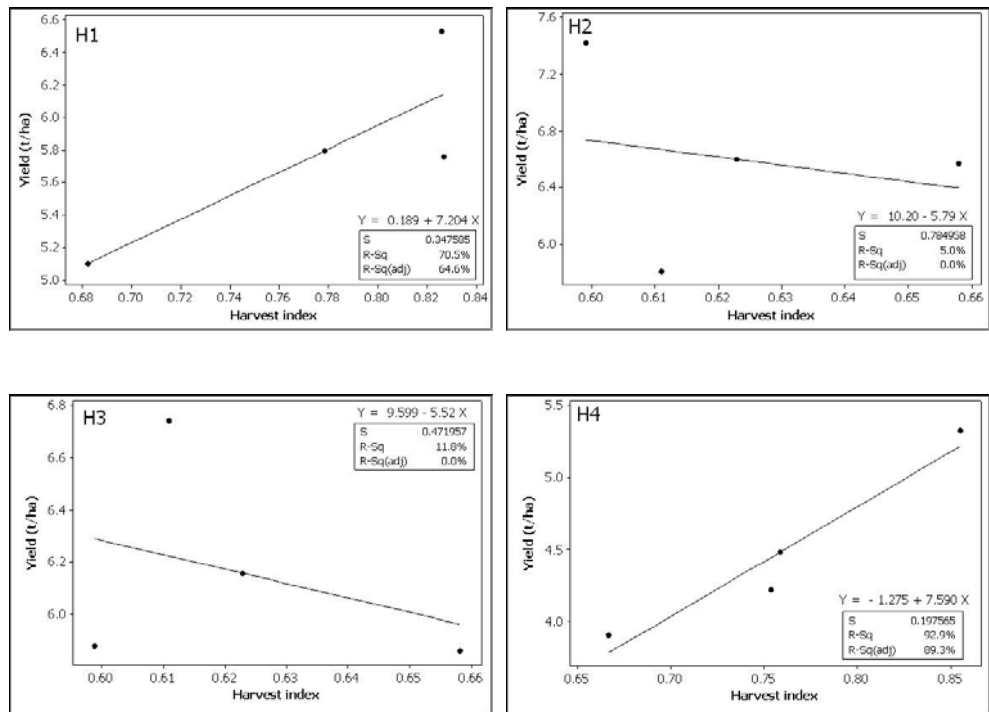 H1
Yield (t/ha)
6.6
6.4
6.2
6.0
5.8
5.6
5.4
5.2
5.0
Y = 0.189 + 7.204 X
S 0.347585
R-Sq 70.5%
R-Sq(adj) 64.6%
0.68 0.70 0.72 0.74 0.76 0.78 0.80 0.82 0.84
Harvest index
H2
Yield (t/ha)
7.6
7.2
6.8
6.4
6.0
Y = 10.20 - 5.79 X
S 0.784958
R-Sq 5.0%
R-Sq(adj) 0.0%
0.60 0.61 0.62 0.63 0.64 0.65 0.66
Harvest index
H3
Yield (t/ha)
6.8
6.6
6.4
6.2
6.0
Y = 9.599 - 5.52 X
S 0.471957
R-Sq 11.8%
R-Sq(adj) 0.0%
0.60 0.61 0.62 0.63 0.64 0.65 0.66
Harvest index
H4
Yield (t/ha)
5.5
5.0
4.5
4.0
Y = - 1.275 + 7.590 X
S 0.197565
R-Sq 92.9%
R-Sq(adj) 89.3%
0.65 0.70 0.75 0.80 0.85
Harvest index